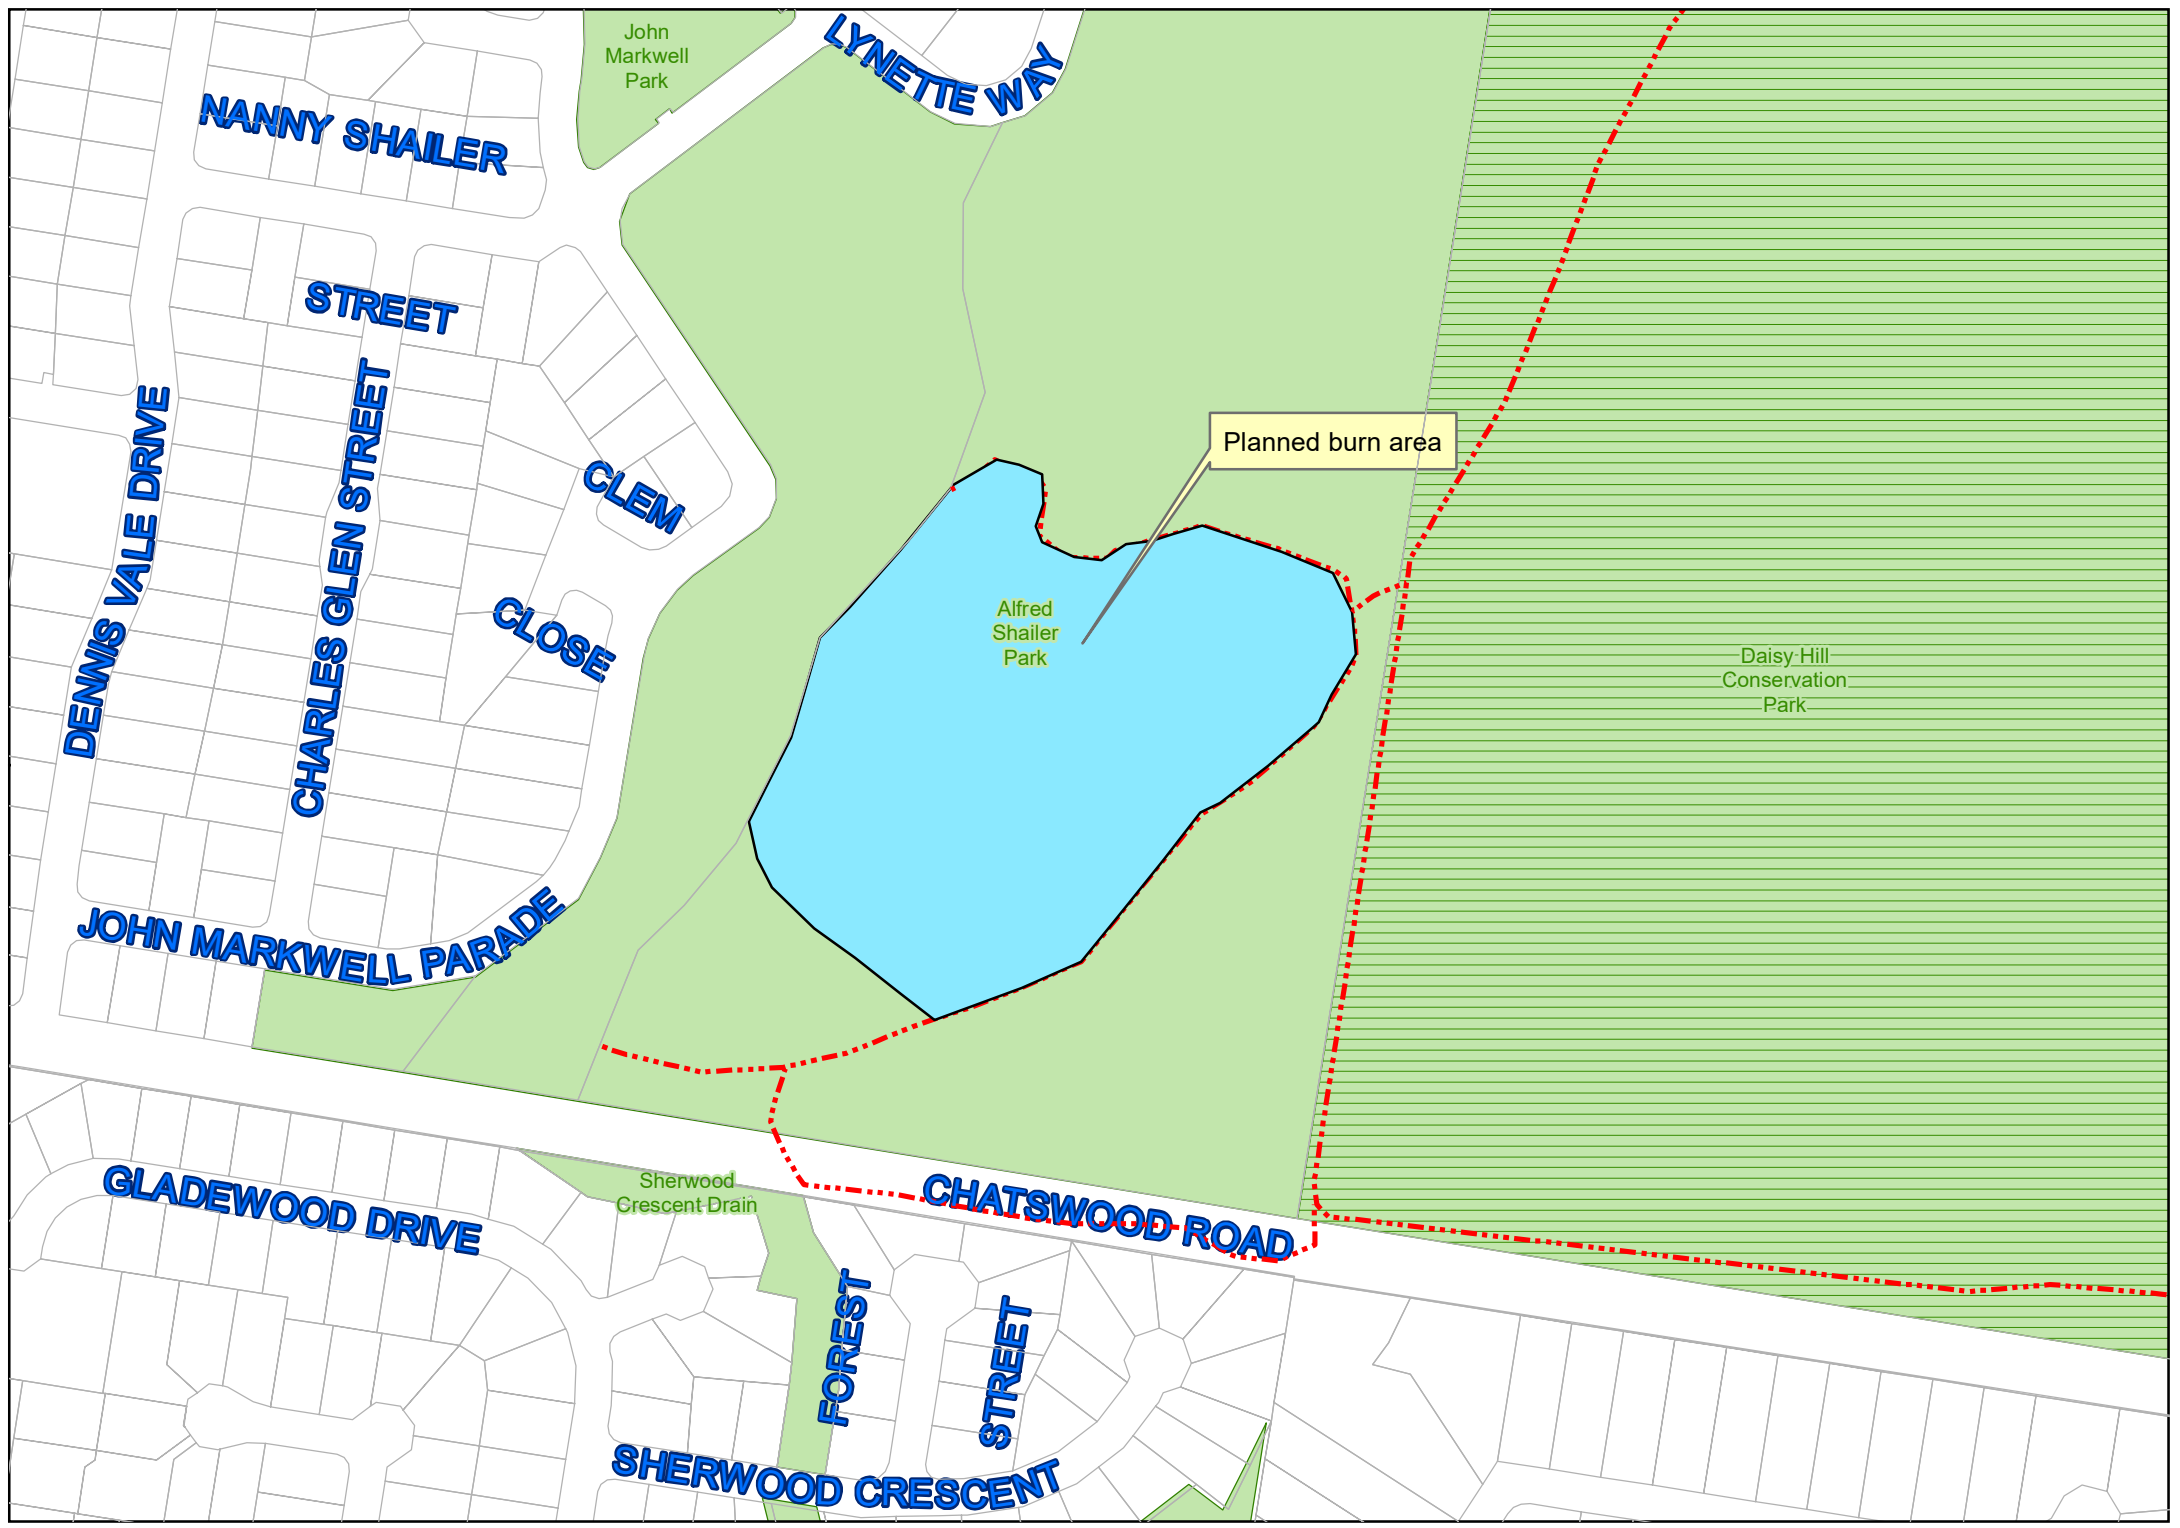 John
Markwell
Park
LYNETTE WAY
NANNY SHAILER
STREET
DENNIS VALE DRIVE
CHARLES GLEN STREET
CLEM
CLOSE
Planned burn area
Alfred
Shailer
Park
Daisy Hill
Conservation
Park
JOHN MARKWELL PARADE
GLADEWOOD DRIVE
Sherwood
Crescent Drain
CHATSWOOD ROAD
FOREST
STREET
SHERWOOD CRESCENT